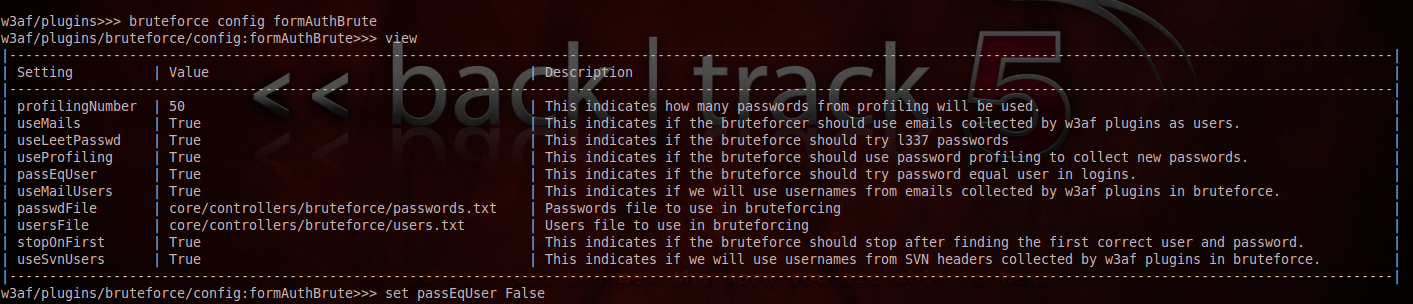 w3af/plugins>>> bruteforce config formAuthBrute
w3af/plugins/bruteforce/config:formAuthBrute>>> view
|----------------------------------------------------------------------------------------------------------------------------------------------------------------------------|
| Setting          | Value                                        | Description                                                                                              |
|----------------------------------------------------------------------------------------------------------------------------------------------------------------------------|
| profilingNumber  | 50                                           | This indicates how many passwords from profiling will be used.                                           |
| useMails         | True                                         | This indicates if the bruteforcer should use emails collected by w3af plugins as users.                  |
| useLeetPasswd    | True                                         | This indicates if the bruteforce should try l337 passwords                                               |
| useProfiling     | True                                         | This indicates if the bruteforce should use password profiling to collect new passwords.                 |
| passEqUser       | True                                         | This indicates if the bruteforce should try password equal user in logins.                               |
| useMailUsers     | True                                         | This indicates if we will use usernames from emails collected by w3af plugins in bruteforce.             |
| passwdFile       | core/controllers/bruteforce/passwords.txt    | Passwords file to use in bruteforcing                                                                    |
| usersFile        | core/controllers/bruteforce/users.txt        | Users file to use in bruteforcing                                                                        |
| stopOnFirst      | True                                         | This indicates if the bruteforce should stop after finding the first correct user and password.          |
| useSvnUsers      | True                                         | This indicates if we will use usernames from SVN headers collected by w3af plugins in bruteforce.        |
|----------------------------------------------------------------------------------------------------------------------------------------------------------------------------|
w3af/plugins/bruteforce/config:formAuthBrute>>> set passEqUser False
<< back | track 5